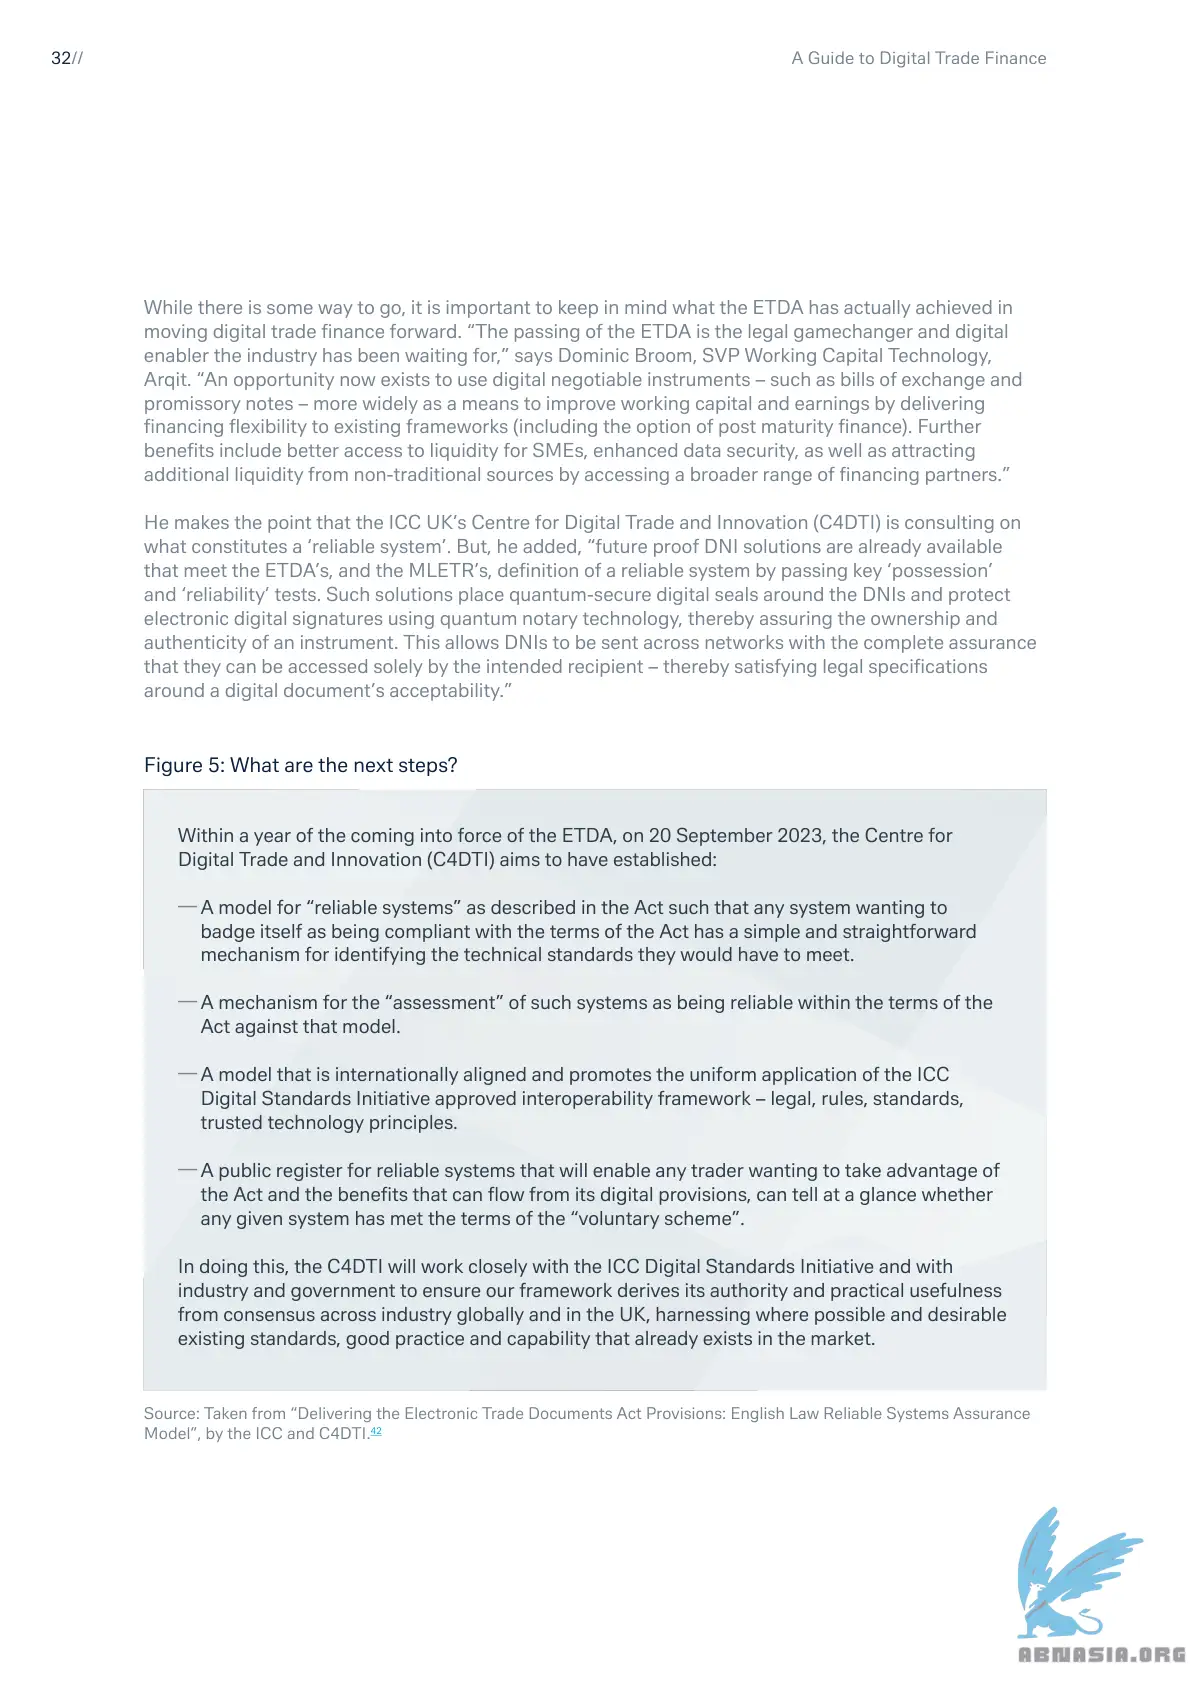 32//
A Guide to Digital Trade Finance
While there is some way to go, it is important to keep in mind what the ETDA has actually achieved in
moving digital trade finance forward. “The passing of the ETDA is the legal gamechanger and digital
enabler the industry has been waiting for,” says Dominic Broom, SVP Working Capital Technology,
Arqit. “An opportunity now exists to use digital negotiable instruments – such as bills of exchange and
promissory notes – more widely as a means to improve working capital and earnings by delivering
financing flexibility to existing frameworks (including the option of post maturity finance). Further
benefits include better access to liquidity for SMEs, enhanced data security, as well as attracting
additional liquidity from non-traditional sources by accessing a broader range of financing partners.”
He makes the point that the ICC UK’s Centre for Digital Trade and Innovation (C4DTI) is consulting on
what constitutes a ‘reliable system’. But, he added, “future proof DNI solutions are already available
that meet the ETDA’s, and the MLETR’s, definition of a reliable system by passing key ‘possession’
and ‘reliability’ tests. Such solutions place quantum-secure digital seals around the DNIs and protect
electronic digital signatures using quantum notary technology, thereby assuring the ownership and
authenticity of an instrument. This allows DNIs to be sent across networks with the complete assurance
that they can be accessed solely by the intended recipient – thereby satisfying legal specifications
around a digital document’s acceptability.”
Figure 5: What are the next steps?
Within a year of the coming into force of the ETDA, on 20 September 2023, the Centre for
Digital Trade and Innovation (C4DTI) aims to have established:
— A model for “reliable systems” as described in the Act such that any system wanting to
badge itself as being compliant with the terms of the Act has a simple and straightforward
mechanism for identifying the technical standards they would have to meet.
— A mechanism for the “assessment” of such systems as being reliable within the terms of the
Act against that model.
— A model that is internationally aligned and promotes the uniform application of the ICC
Digital Standards Initiative approved interoperability framework – legal, rules, standards,
trusted technology principles.
— A public register for reliable systems that will enable any trader wanting to take advantage of
the Act and the benefits that can flow from its digital provisions, can tell at a glance whether
any given system has met the terms of the “voluntary scheme”.
In doing this, the C4DTI will work closely with the ICC Digital Standards Initiative and with
industry and government to ensure our framework derives its authority and practical usefulness
from consensus across industry globally and in the UK, harnessing where possible and desirable
existing standards, good practice and capability that already exists in the market.
Source: Taken from “Delivering the Electronic Trade Documents Act Provisions: English Law Reliable Systems Assurance
Model”, by the ICC and C4DTI.42
ABNASIA.ORG